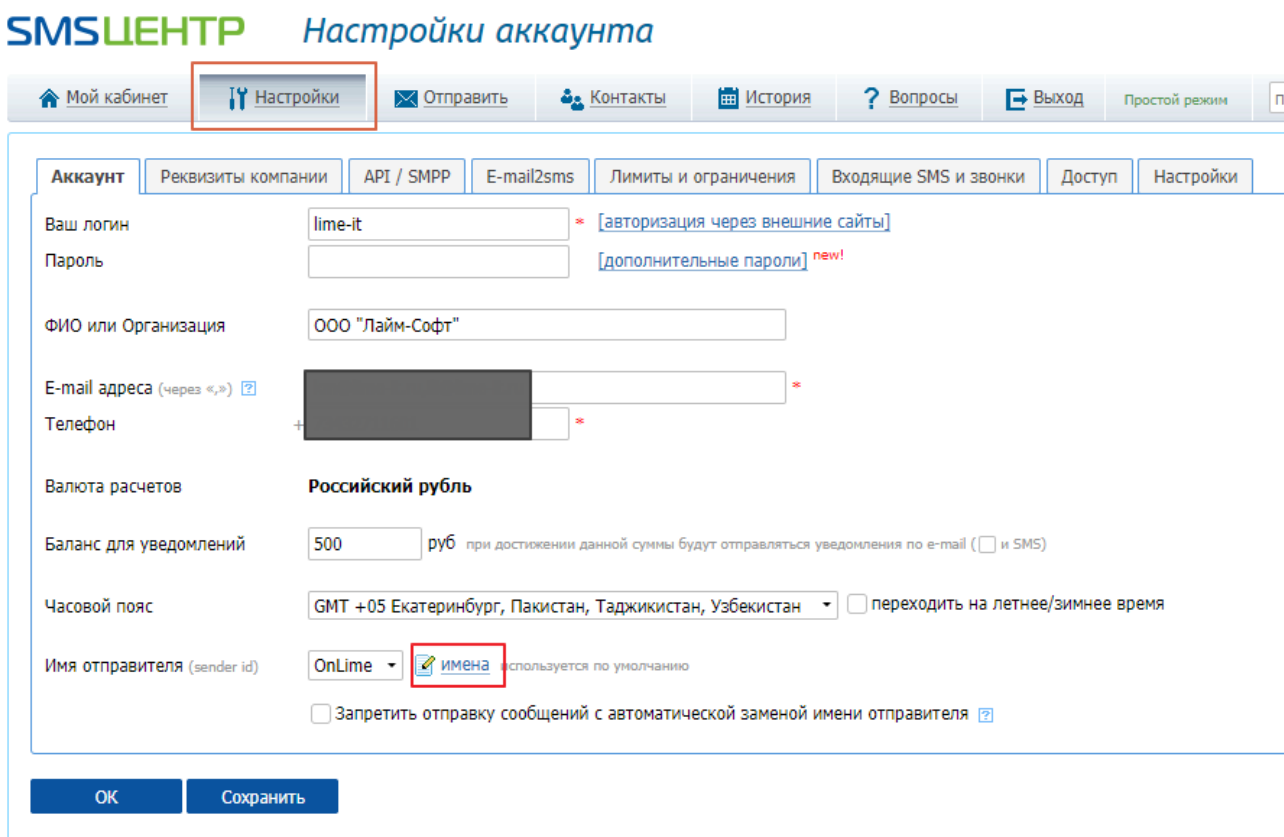 SMSЦЕНТР Настройки аккаунта
Мой кабинет Настройки Отправить Контакты История Вопросы Выход Простой режим
Аккаунт Реквизиты компании API / SMPP E-mail2sms Лимиты и ограничения Входящие SMS и звонки Доступ Настройки
Ваш логин lime-it * [авторизация через внешние сайты]
Пароль [дополнительные пароли] new!
ФИО или Организация ООО "Лайм-Софт"
E-mail адреса (через «,») ? *
Телефон + *
Валюта расчетов Российский рубль
Баланс для уведомлений 500 руб при достижении данной суммы будут отправляться уведомления по e-mail ( и SMS)
Часовой пояс GMT +05 Екатеринбург, Пакистан, Таджикистан, Узбекистан переходить на летнее/зимнее время
Имя отправителя (sender id) OnLime имена используется по умолчанию
Запретить отправку сообщений с автоматической заменой имени отправителя ?
ОК Сохранить